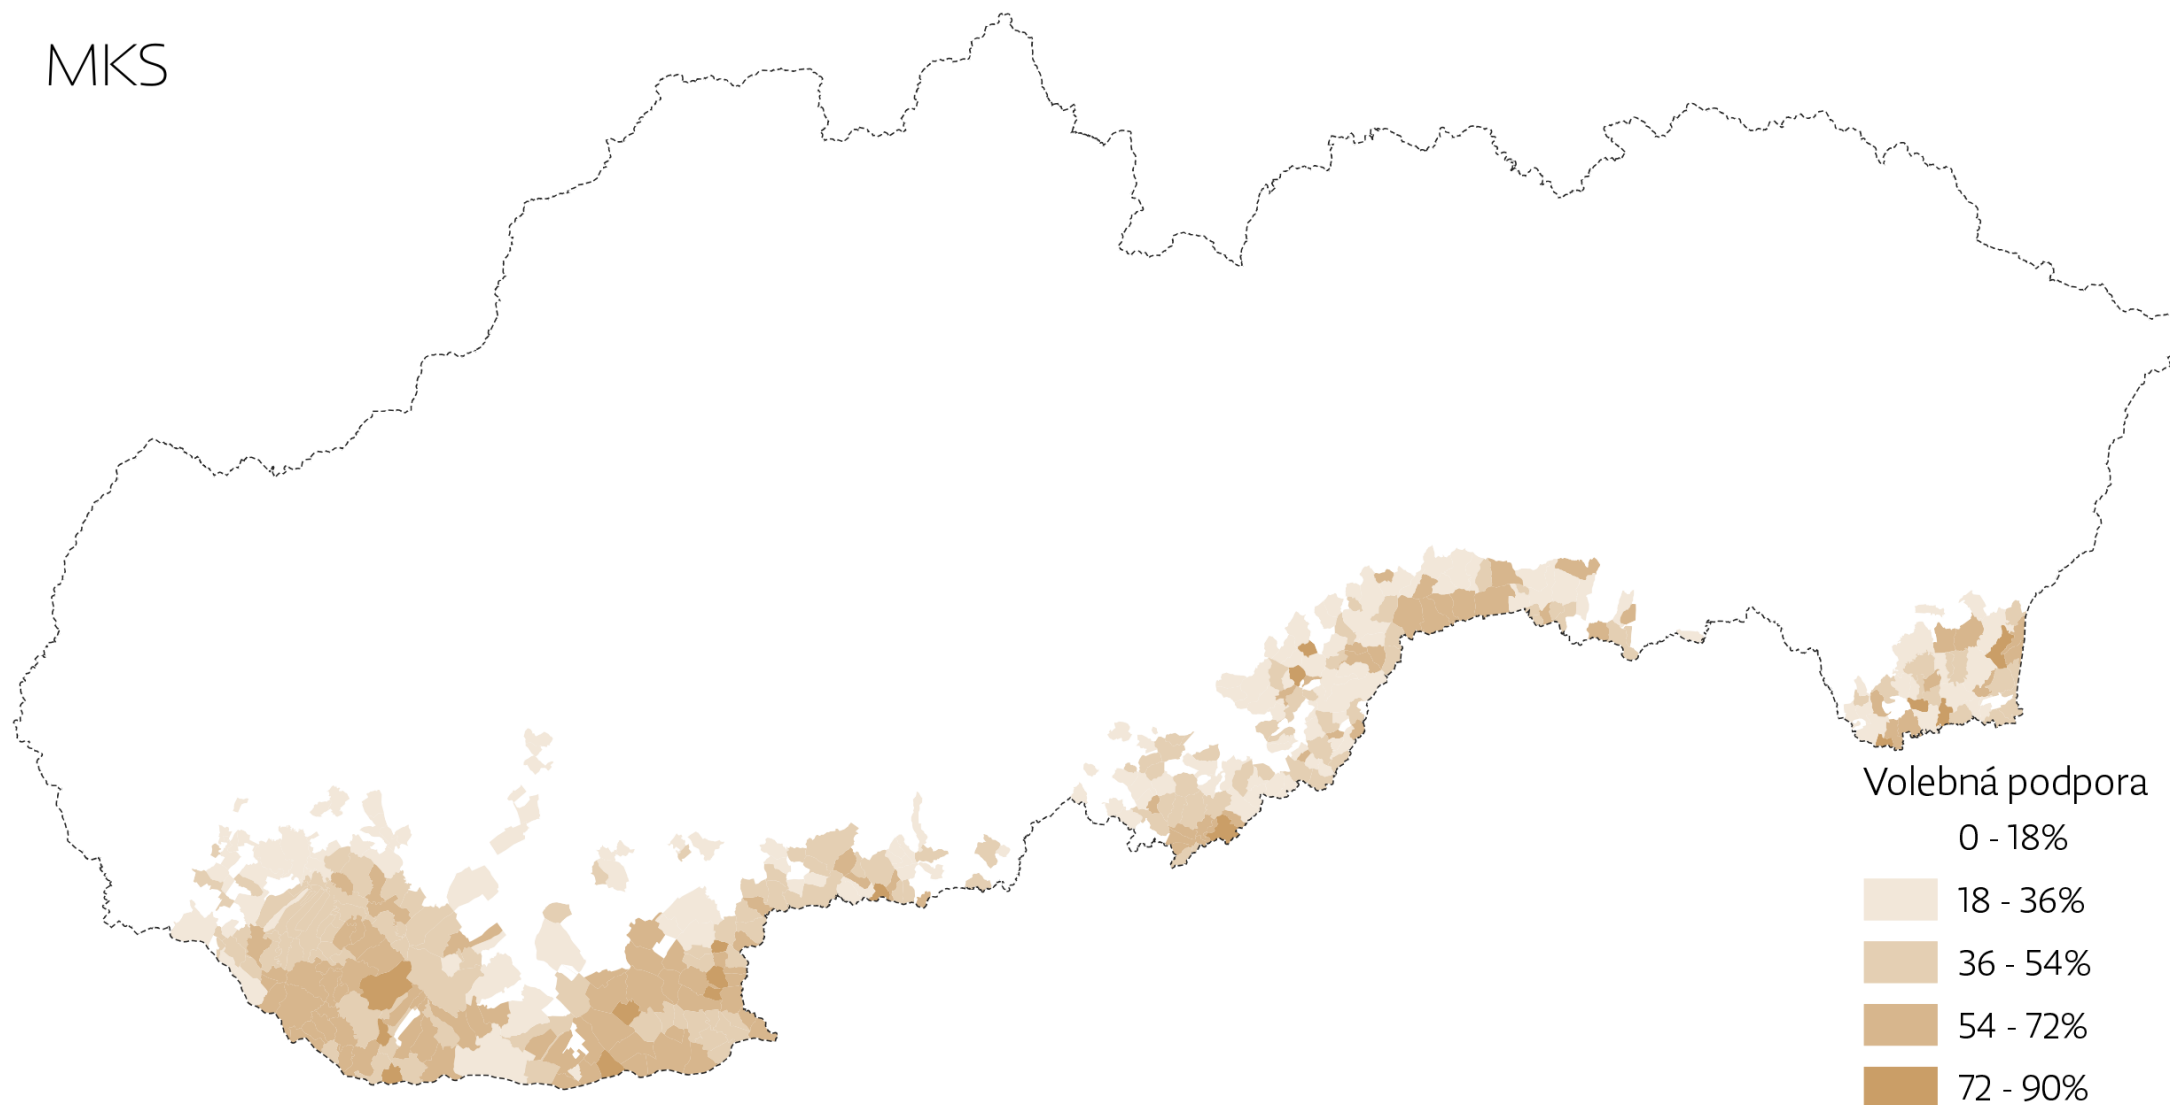 MKS
Volebná podpora
0 - 18%
18 - 36%
36 - 54%
54 - 72%
72 - 90%